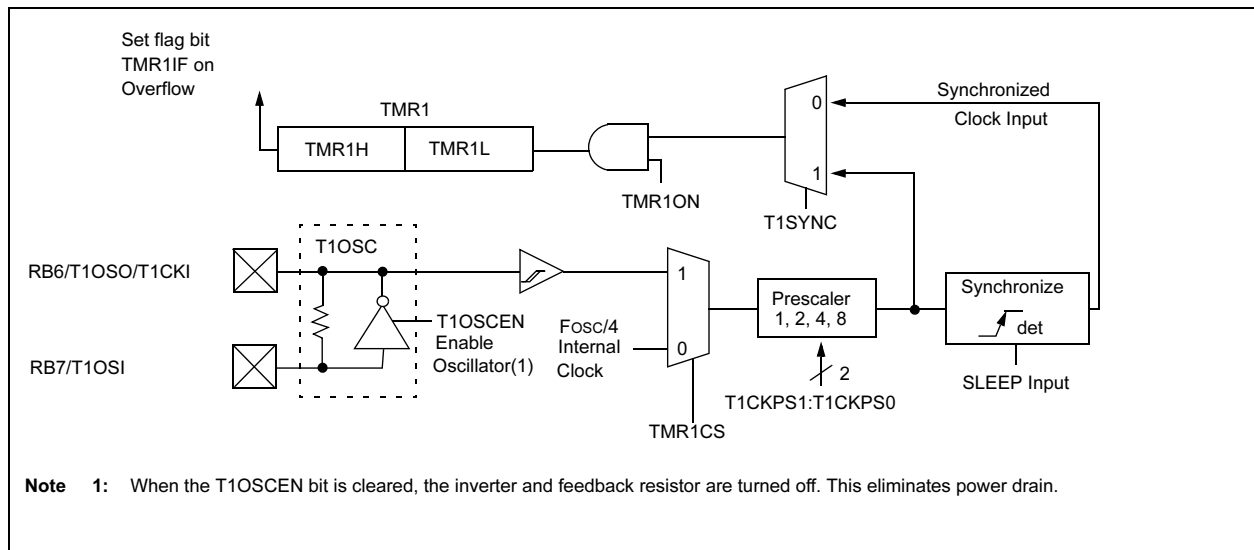 Set flag bit
TMR1IF on
Overflow
TMR1
TMR1H
TMR1L
TMR1ON
0
1
T1SYNC
Synchronized
Clock Input
RB6/T1OSO/T1CKI
RB7/T1OSI
T1OSC
T1OSCEN
Enable
Oscillator(1)
FOSC/4
Internal
Clock
1
0
TMR1CS
Prescaler
1, 2, 4, 8
2
T1CKPS1:T1CKPS0
Synchronize
det
SLEEP Input
Note 1: When the T1OSCEN bit is cleared, the inverter and feedback resistor are turned off. This eliminates power drain.